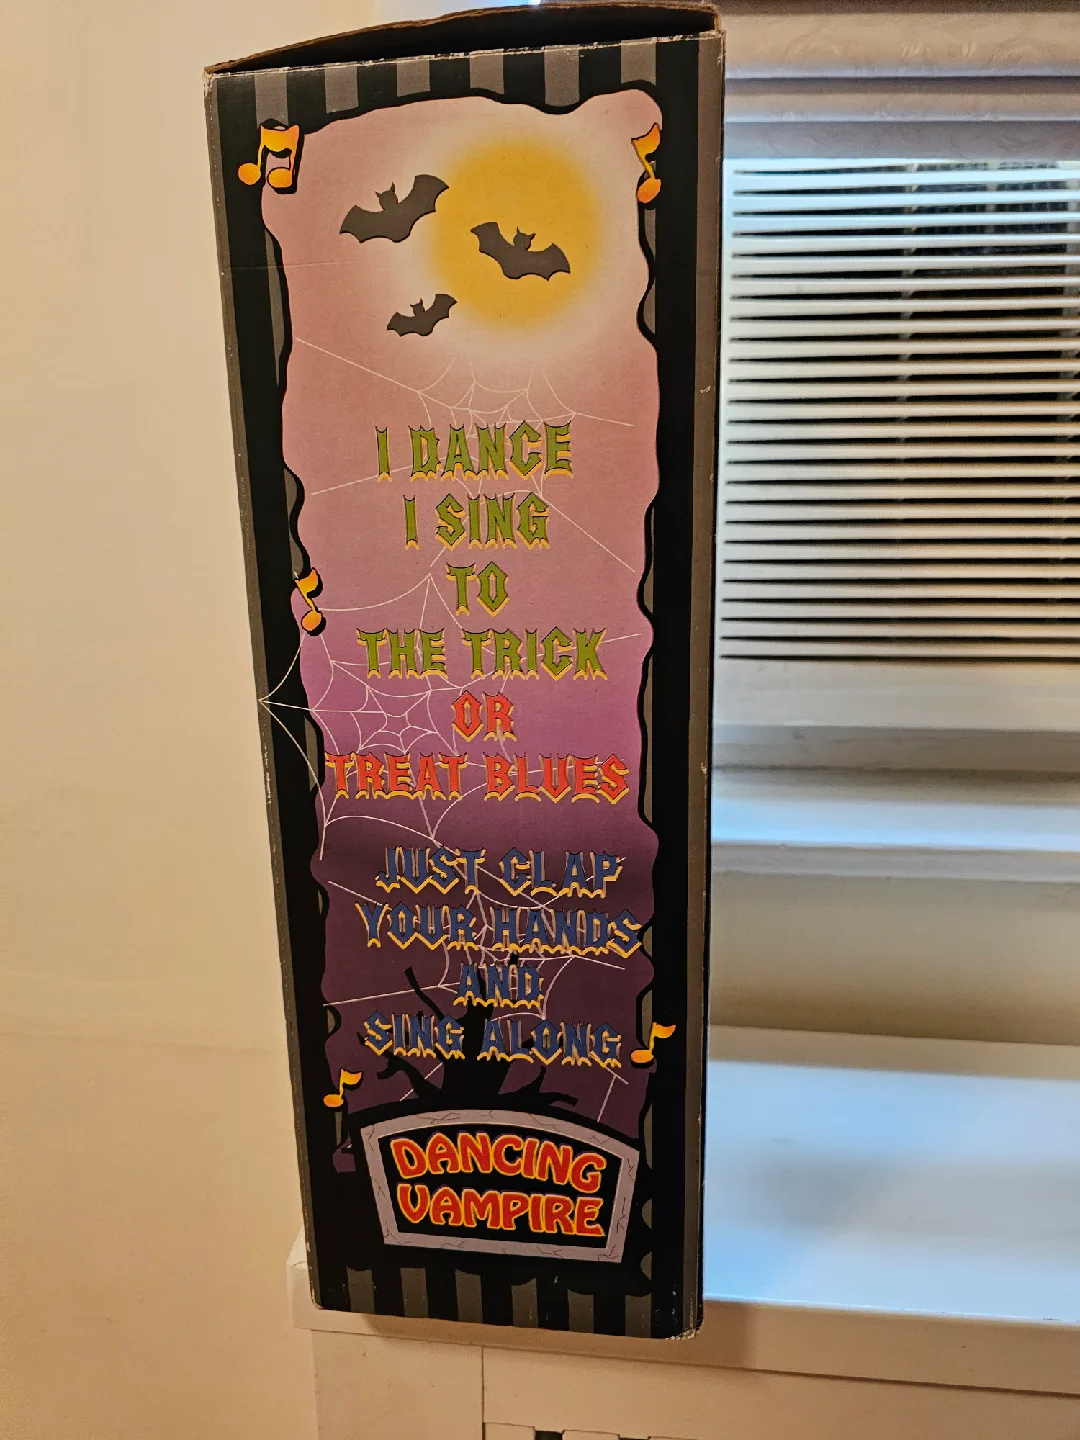 I DANCE
I SING
TO
THE TRICK
OR
TREAT BLUES
JUST CLAP
YOUR HANDS
AND
SING ALONG
DANCING
VAMPIRE